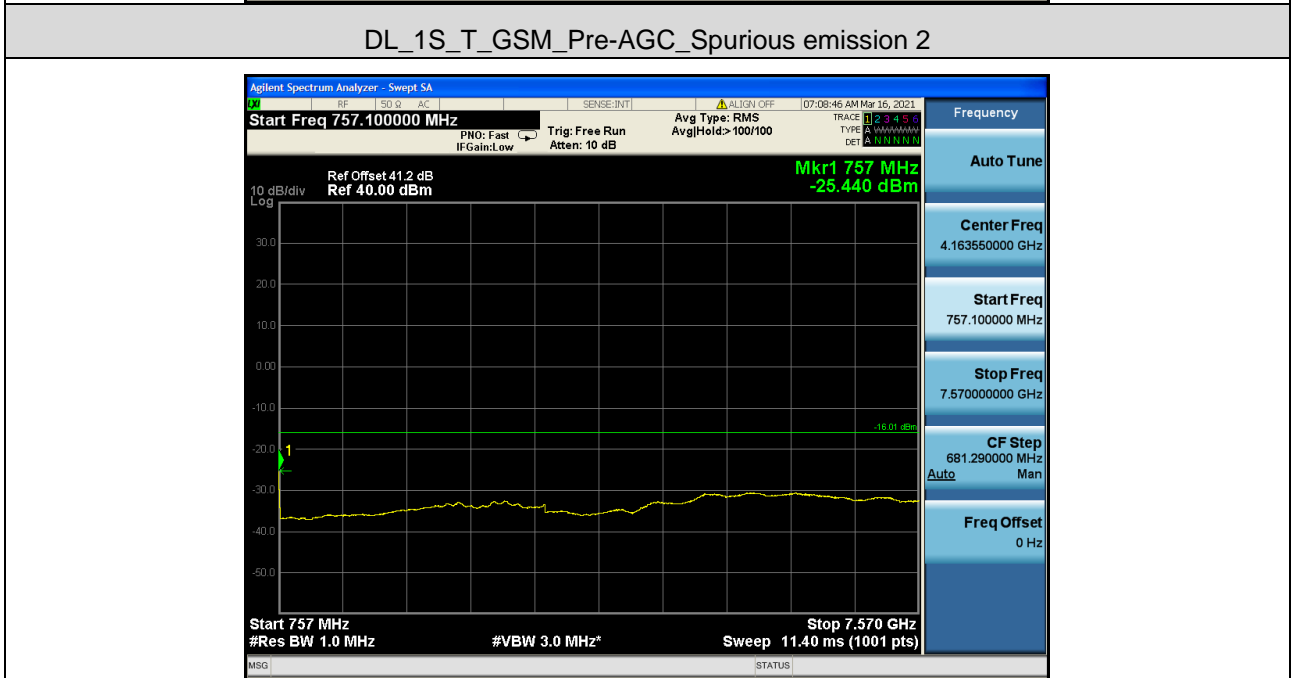 DL_1S_T_GSM_Pre-AGC_Spurious emission 2
Agilent Spectrum Analyzer - Swept SA
LXI RF 50 Ω AC SENSE:INT ALIGN OFF 07:08:46 AM Mar 16, 2021
Start Freq 757.100000 MHz
PNO: Fast
IFGain:Low
Trig: Free Run
Atten: 10 dB
Avg Type: RMS
Avg|Hold:>100/100
TRACE 1 2 3 4 5 6
TYPE A WWWWW
DET A N N N N N
Frequency
Mkr1 757 MHz
-25.440 dBm
Ref Offset 41.2 dB
10 dB/div Ref 40.00 dBm
Log
30.0
20.0
10.0
0.00
-10.0
-20.0
-30.0
-40.0
-50.0
-16.01 dBm
1
Start 757 MHz
Stop 7.570 GHz
#Res BW 1.0 MHz
#VBW 3.0 MHz*
Sweep 11.40 ms (1001 pts)
Auto Tune
Center Freq
4.163550000 GHz
Start Freq
757.100000 MHz
Stop Freq
7.570000000 GHz
CF Step
681.290000 MHz
Auto Man
Freq Offset
0 Hz
MSG
STATUS